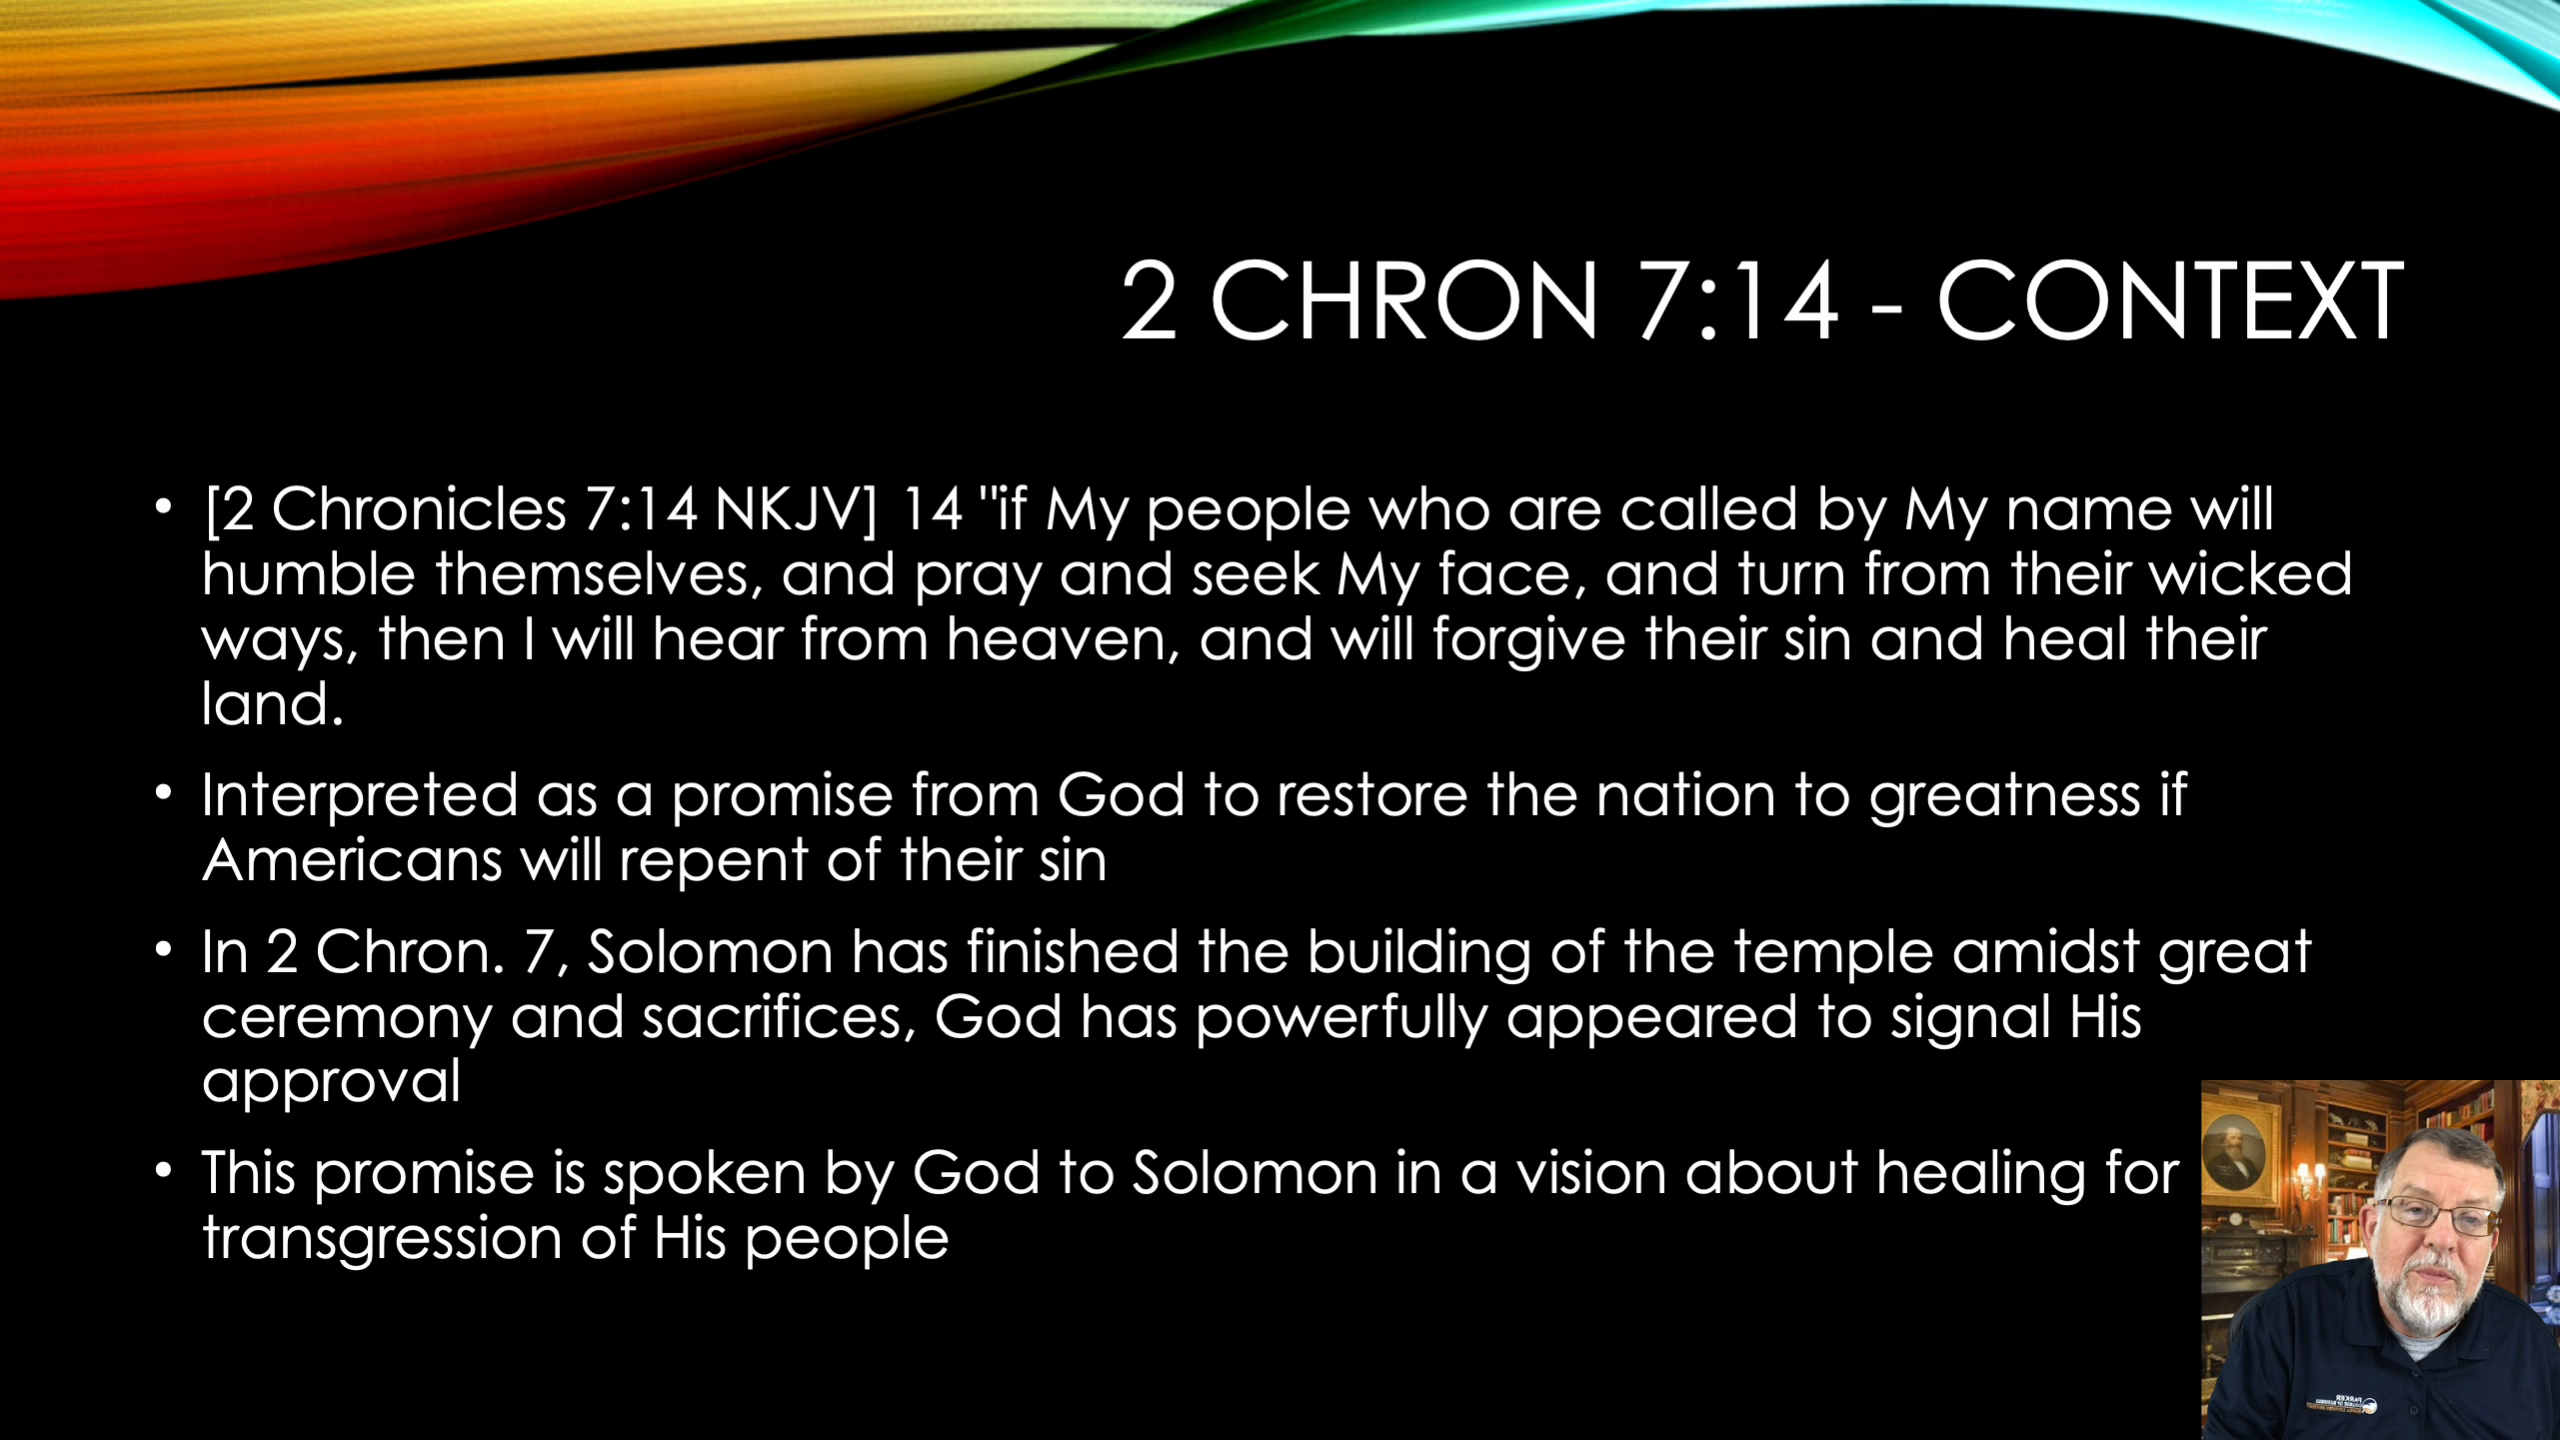 2 CHRON 7:14 - CONTEXT
• [2 Chronicles 7:14 NKJV] 14 "if My people who are called by My name will
humble themselves, and pray and seek My face, and turn from their wicked
ways, then I will hear from heaven, and will forgive their sin and heal their
land.
• Interpreted as a promise from God to restore the nation to greatness if
Americans will repent of their sin
• In 2 Chron. 7, Solomon has finished the building of the temple amidst great
ceremony and sacrifices, God has powerfully appeared to signal His
approval
• This promise is spoken by God to Solomon in a vision about healing for
transgression of His people
PARKER
COLLEGE OF BUSINESS